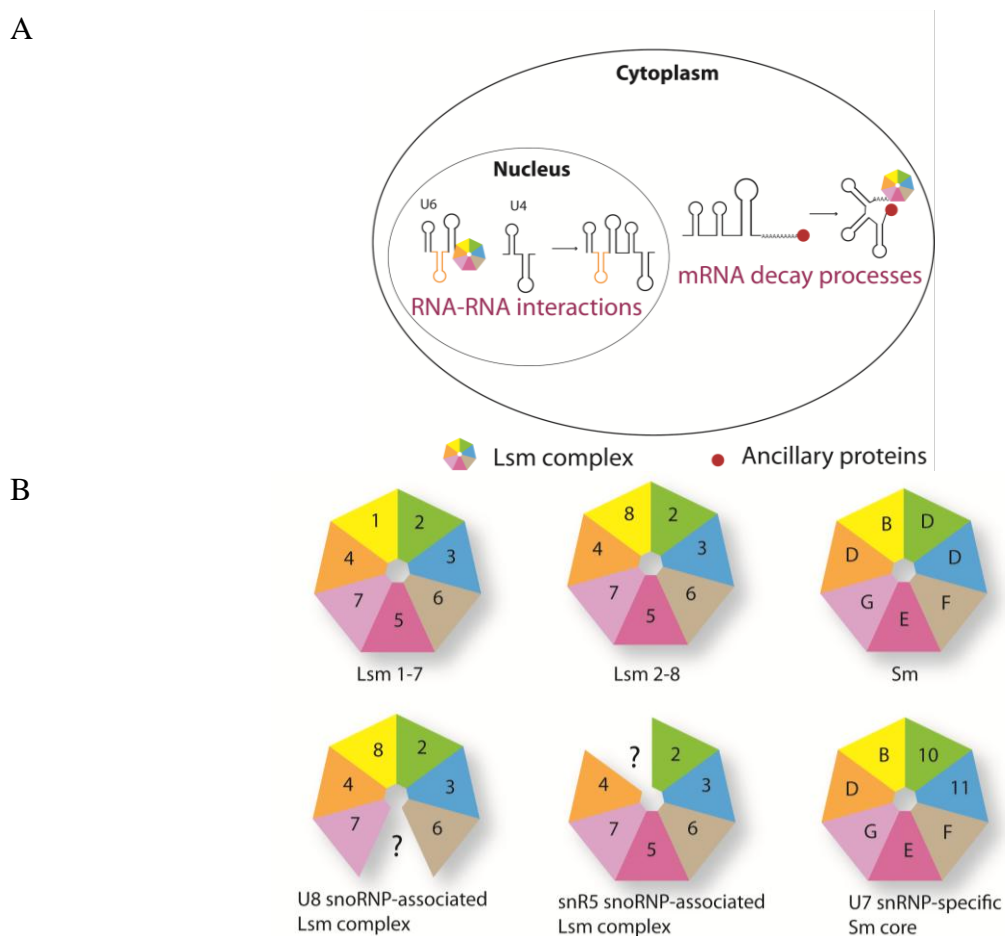 A
Cytoplasm
Nucleus
U6
U4
RNA-RNA interactions
mRNA decay processes
Lsm complex
Ancillary proteins
B
1
2
3
4
5
6
7
Lsm 1-7
8
2
3
4
5
6
7
Lsm 2-8
B
D
D
D
E
F
G
Sm
8
2
3
4
6
7
?
U8 snoRNP-associated
Lsm complex
?
2
3
4
5
6
7
snR5 snoRNP-associated
Lsm complex
B
10
11
D
E
F
G
U7 snRNP-specific
Sm core